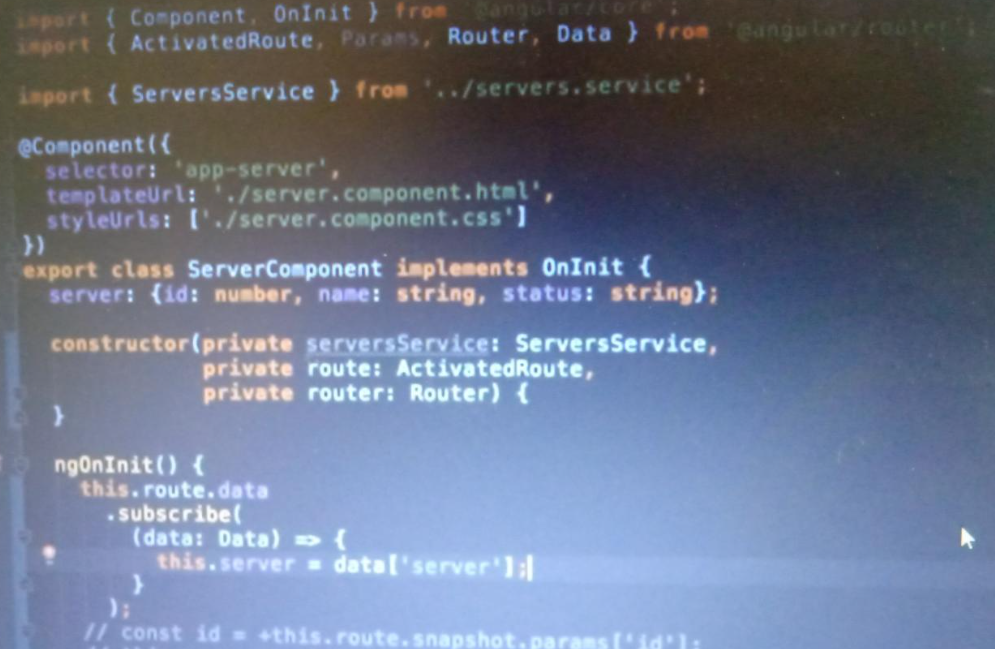 import { Component, OnInit } from '@angular/core';
import { ActivatedRoute, Params, Router, Data } from '@angular/router';
import { ServersService } from '../servers.service';
@Component({
selector: 'app-server',
templateUrl: './server.component.html',
styleUrls: ['./server.component.css']
})
export class ServerComponent implements OnInit {
server: {id: number, name: string, status: string};
constructor(private serversService: ServersService,
private route: ActivatedRoute,
private router: Router) {
}
ngOnInit() {
this.route.data
.subscribe(
(data: Data) => {
this.server = data['server'];
}
);
// const id = +this.route.snapshot.params['id'];